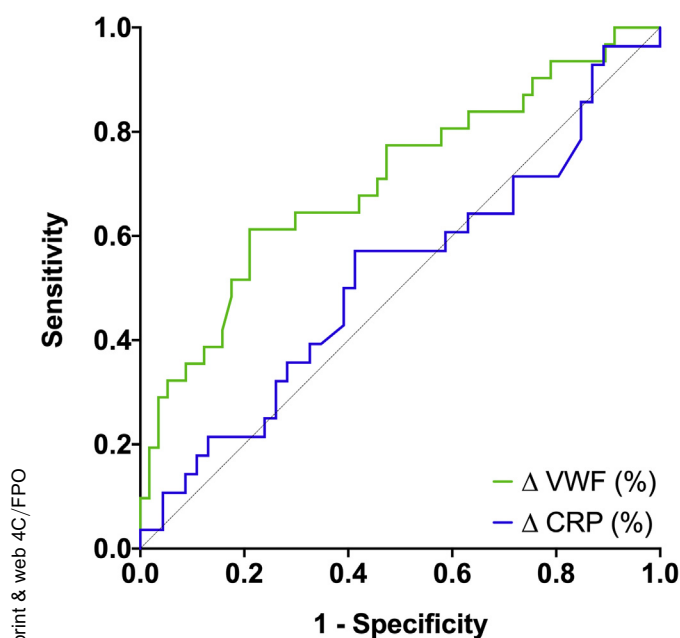 1.0
0.8
0.6
0.4
0.2
0.0
Sensitivity
Δ VWF (%)
Δ CRP (%)
0.0 0.2 0.4 0.6 0.8 1.0
1 - Specificity
print & web 4C/FPO